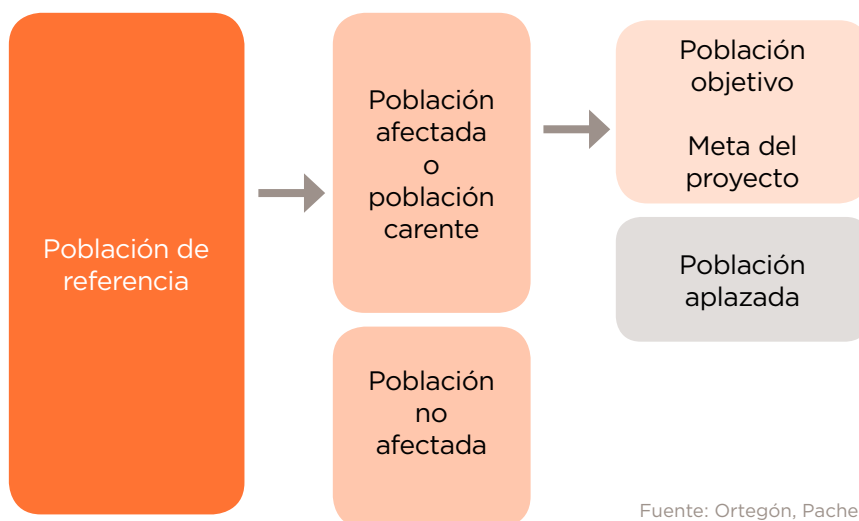 Población de
referencia
Población
afectada
o
población
carente
Población
no
afectada
Población
objetivo
Meta del
proyecto
Población
aplazada
Fuente: Ortegón, Pache